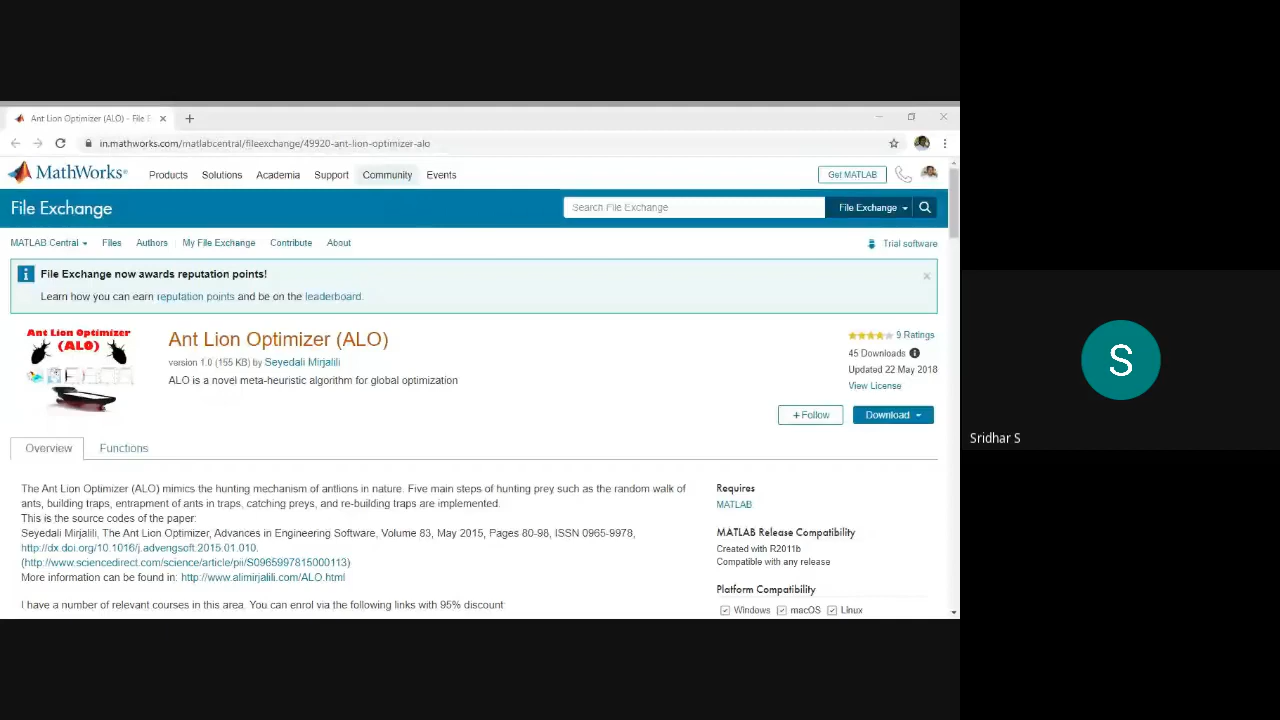 Ant Lion Optimizer (ALO) - File E
in.mathworks.com/matlabcentral/fileexchange/49920-ant-lion-optimizer-alo
MathWorks®
Products Solutions Academia Support Community Events
Get MATLAB
File Exchange
Search File Exchange
File Exchange
MATLAB Central Files Authors My File Exchange Contribute About
Trial software
File Exchange now awards reputation points!
Learn how you can earn reputation points and be on the leaderboard.
Ant Lion Optimizer
(ALO)
Ant Lion Optimizer (ALO)
version 1.0 (155 KB) by Seyedali Mirjalili
ALO is a novel meta-heuristic algorithm for global optimization
9 Ratings
45 Downloads
Updated 22 May 2018
View License
+ Follow
Download
Overview Functions
The Ant Lion Optimizer (ALO) mimics the hunting mechanism of antlions in nature. Five main steps of hunting prey such as the random walk of
ants, building traps, entrapment of ants in traps, catching preys, and re-building traps are implemented.
This is the source codes of the paper:
Seyedali Mirjalili, The Ant Lion Optimizer, Advances in Engineering Software, Volume 83, May 2015, Pages 80-98, ISSN 0965-9978,
http://dx.doi.org/10.1016/j.advengsoft.2015.01.010.
(http://www.sciencedirect.com/science/article/pii/S0965997815000113)
More information can be found in: http://www.alimirjalili.com/ALO.html
I have a number of relevant courses in this area. You can enrol via the following links with 95% discount:
Requires
MATLAB
MATLAB Release Compatibility
Created with R2011b
Compatible with any release
Platform Compatibility
Windows macOS Linux
S
Sridhar S